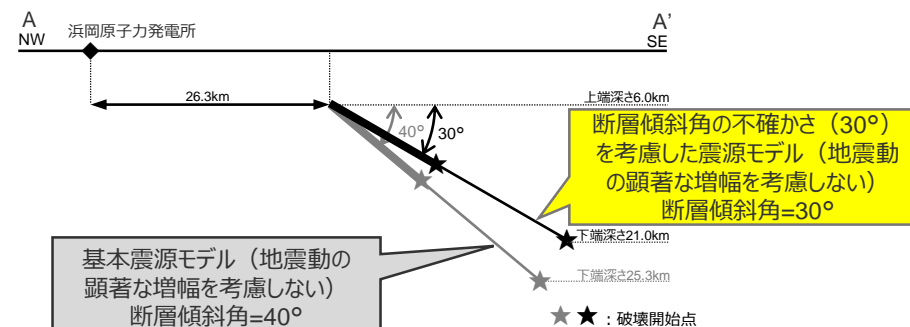 A
NW
浜岡原子力発電所
A'
SE
26.3km
上端深さ6.0km
40°
30°
断層傾斜角の不確かさ（30°）
を考慮した震源モデル（地震動
の顕著な増幅を考慮しない）
断層傾斜角=30°
下端深さ21.0km
基本震源モデル（地震動の
顕著な増幅を考慮しない）
断層傾斜角=40°
下端深さ25.3km
★ ★ ：破壊開始点